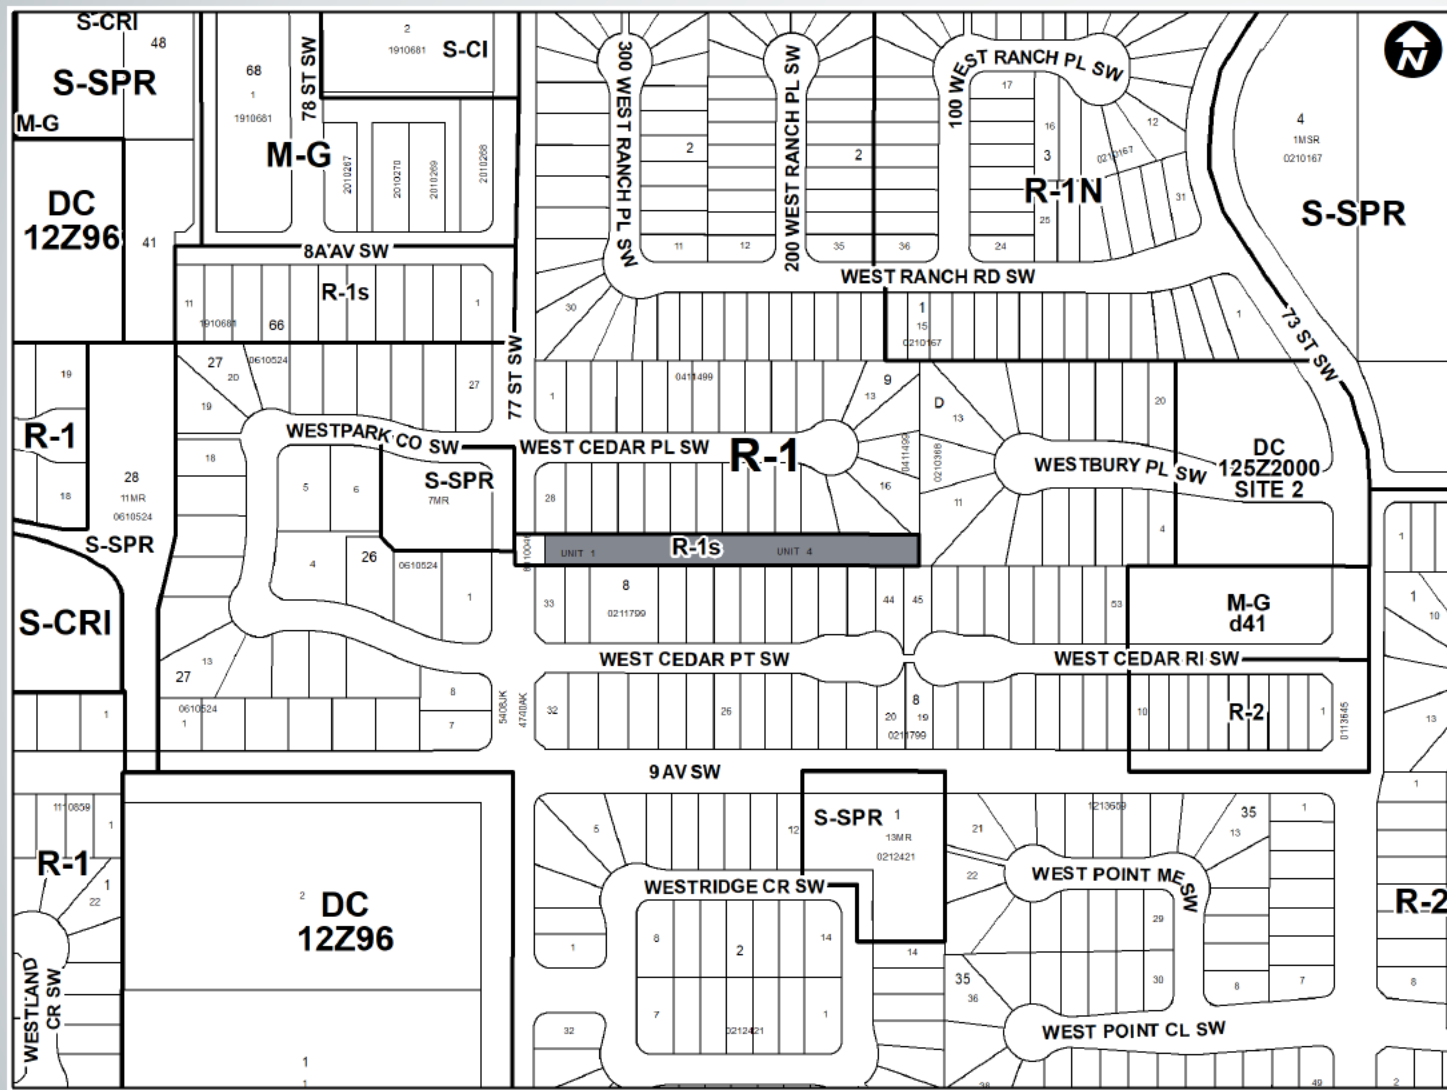 S-CRI
48
S-SPR
M-G
68
1
1910681
78 ST SW
2
1910681
S-CI
M-G
2010267
2010270
2010269
2010268
300 WEST RANCH PL SW
2
200 WEST RANCH PL SW
2
100 WEST RANCH PL SW
17
16
3
0210167
12
R-1N
25
31
N
4
1MSR
0210167
S-SPR
DC
12Z96
41
8A AV SW
11
12
35
36
24
WEST RANCH RD SW
R-1s
11
1910681
66
1
30
1
15
0210167
1
73 ST SW
77 ST SW
19
R-1
18
27
20
0610524
19
27
1
0411499
9
13
D
13
20
WESTPARK CO SW
WEST CEDAR PL SW
R-1
0411499
0210368
WESTBURY PL SW
DC
125Z2000
SITE 2
18
28
11MR
0610524
S-SPR
5
6
S-SPR
7MR
28
16
11
4
4
26
0610524
1
UNIT 1
R-1s
UNIT 4
1
S-CRI
33
8
0211799
44
45
53
M-G
d41
1
10
WEST CEDAR PT SW
WEST CEDAR RI SW
13
27
0610524
1
1
8
7
5408JK
4740AK
32
26
20
8
19
0211799
10
R-2
1
0113645
13
9 AV SW
1110859
1
R-1
1
22
5
12
S-SPR
1
13MR
0212421
21
22
1213659
35
13
1
1
WESTRIDGE CR SW
WEST POINT ME SW
R-2
2
DC
12Z96
8
2
14
1
14
29
30
8
7
8
35
36
7
0212421
1
32
WESTLAND
CR SW
WEST POINT CL SW
1
1
38
49
2